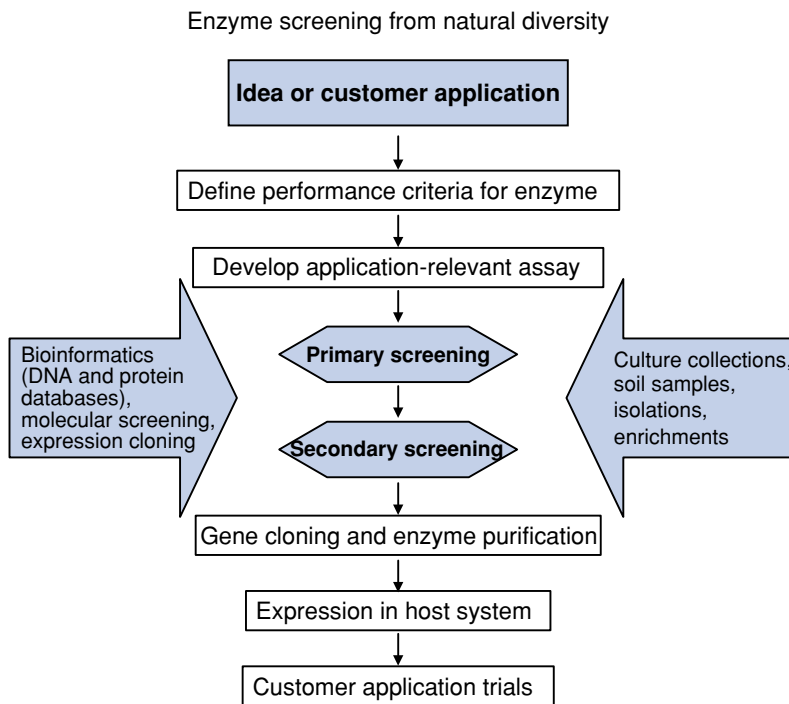 Enzyme screening from natural diversity
Idea or customer application
Define performance criteria for enzyme
Develop application-relevant assay
Bioinformatics
(DNA and protein
databases),
molecular screening,
expression cloning
Primary screening
Secondary screening
Culture collections,
soil samples,
isolations,
enrichments
Gene cloning and enzyme purification
Expression in host system
Customer application trials